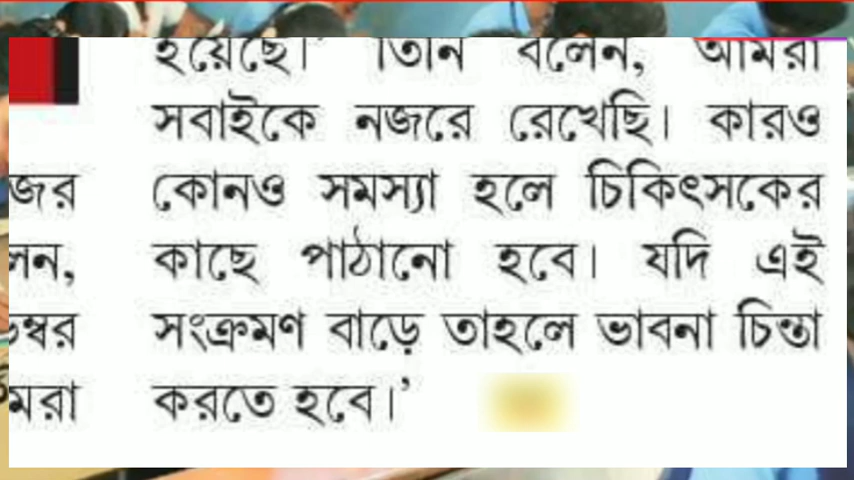 হয়েছে।' তিনি বলেন, আমরা
সবাইকে নজরে রেখেছি। কারও
কোনও সমস্যা হলে চিকিৎসকের
কাছে পাঠানো হবে। যদি এই
সংক্রমণ বাড়ে তাহলে ভাবনা চিন্তা
করতে হবে।'